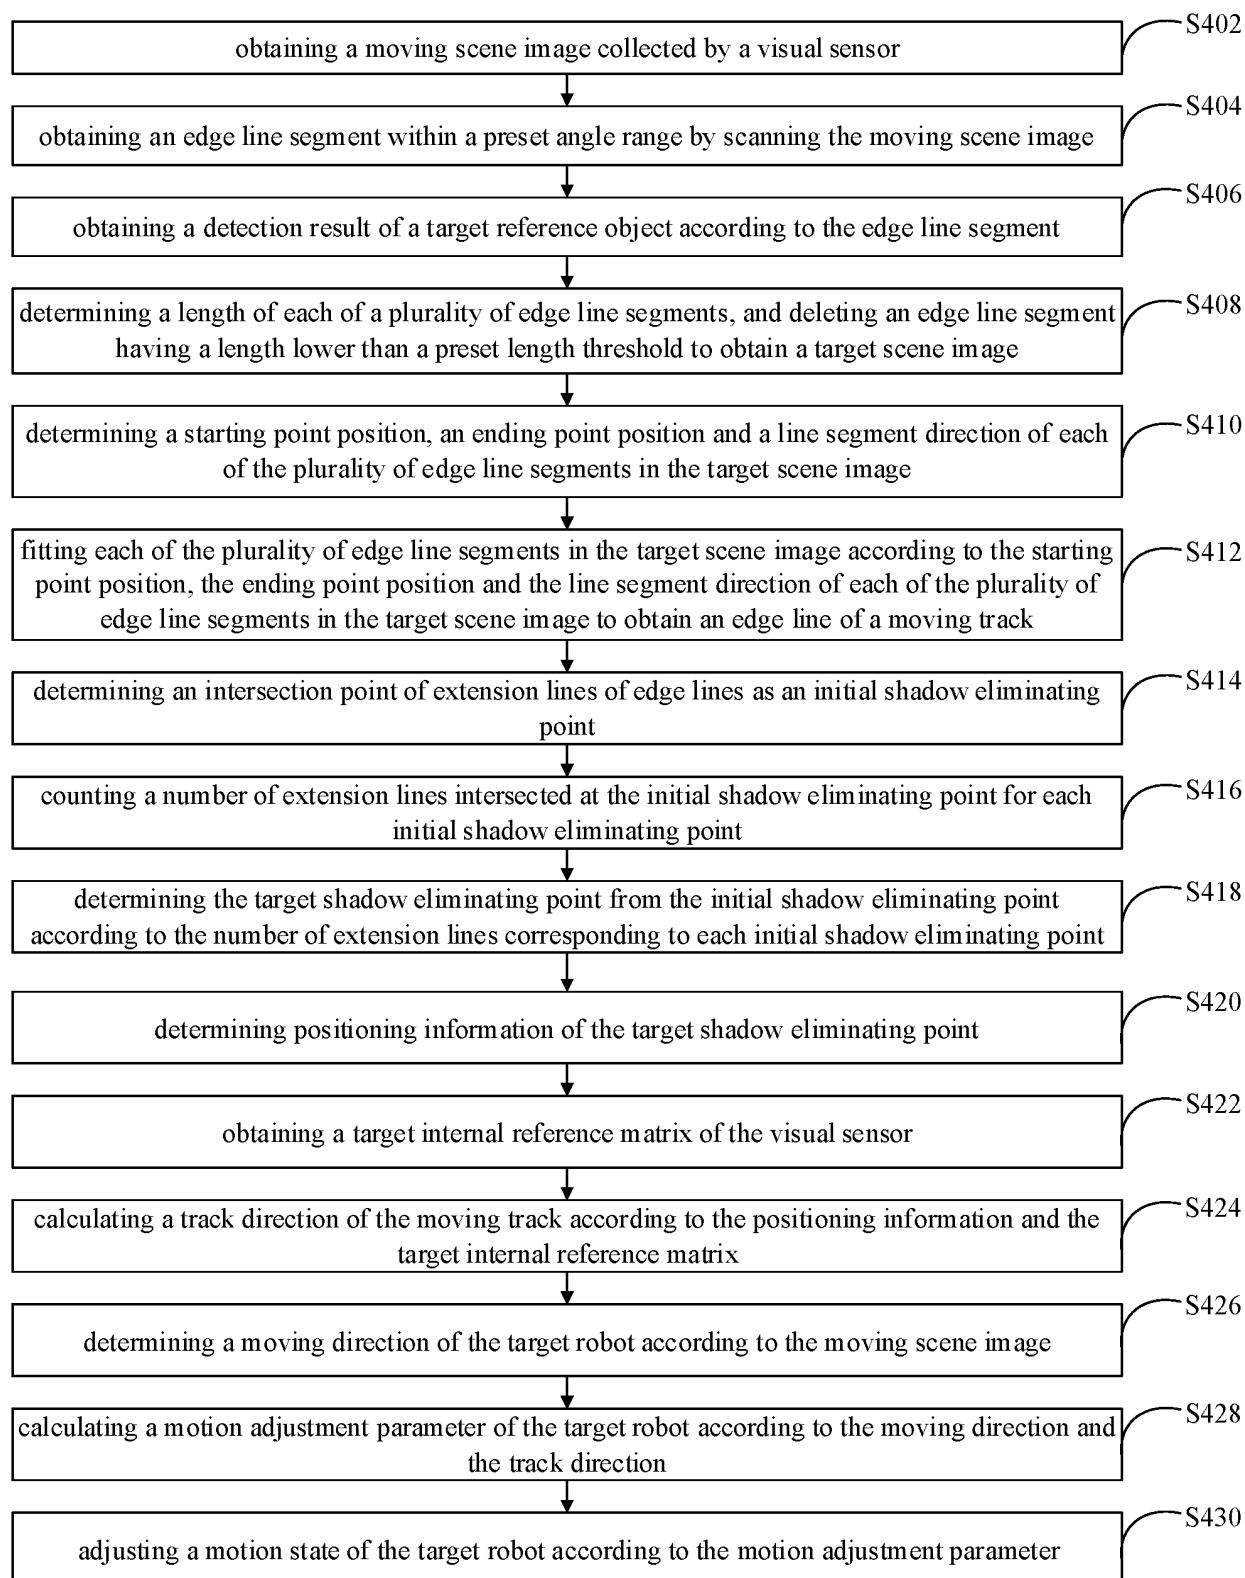 obtaining a moving scene image collected by a visual sensor
S402
obtaining an edge line segment within a preset angle range by scanning the moving scene image
S404
obtaining a detection result of a target reference object according to the edge line segment
S406
determining a length of each of a plurality of edge line segments, and deleting an edge line segment
having a length lower than a preset length threshold to obtain a target scene image
S408
determining a starting point position, an ending point position and a line segment direction of each
of the plurality of edge line segments in the target scene image
S410
fitting each of the plurality of edge line segments in the target scene image according to the starting
point position, the ending point position and the line segment direction of each of the plurality of
edge line segments in the target scene image to obtain an edge line of a moving track
S412
determining an intersection point of extension lines of edge lines as an initial shadow eliminating
point
S414
counting a number of extension lines intersected at the initial shadow eliminating point for each
initial shadow eliminating point
S416
determining the target shadow eliminating point from the initial shadow eliminating point
according to the number of extension lines corresponding to each initial shadow eliminating point
S418
determining positioning information of the target shadow eliminating point
S420
obtaining a target internal reference matrix of the visual sensor
S422
calculating a track direction of the moving track according to the positioning information and the
target internal reference matrix
S424
determining a moving direction of the target robot according to the moving scene image
S426
calculating a motion adjustment parameter of the target robot according to the moving direction and
the track direction
S428
adjusting a motion state of the target robot according to the motion adjustment parameter
S430